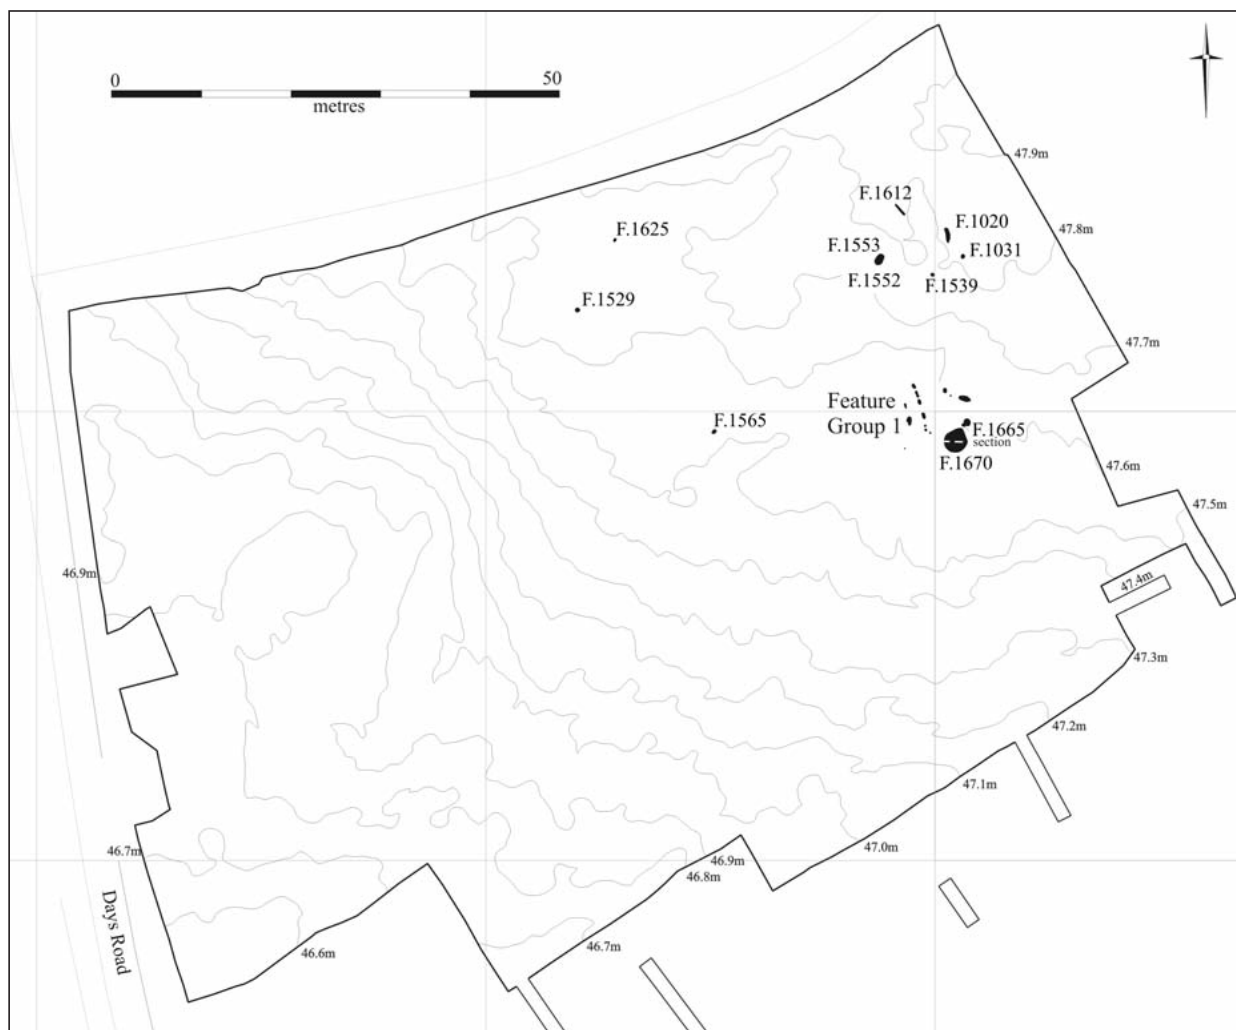 0 50
metres
47.9m
F.1612
F.1020
47.8m
F.1625
F.1553
F.1031
F.1552
F.1539
F.1529
47.7m
Feature
Group 1
F.1565
F.1665
section
F.1670
47.6m
47.5m
46.9m
47.4m
47.3m
47.2m
47.1m
47.0m
46.7m
46.9m
46.8m
Days Road
46.7m
46.6m